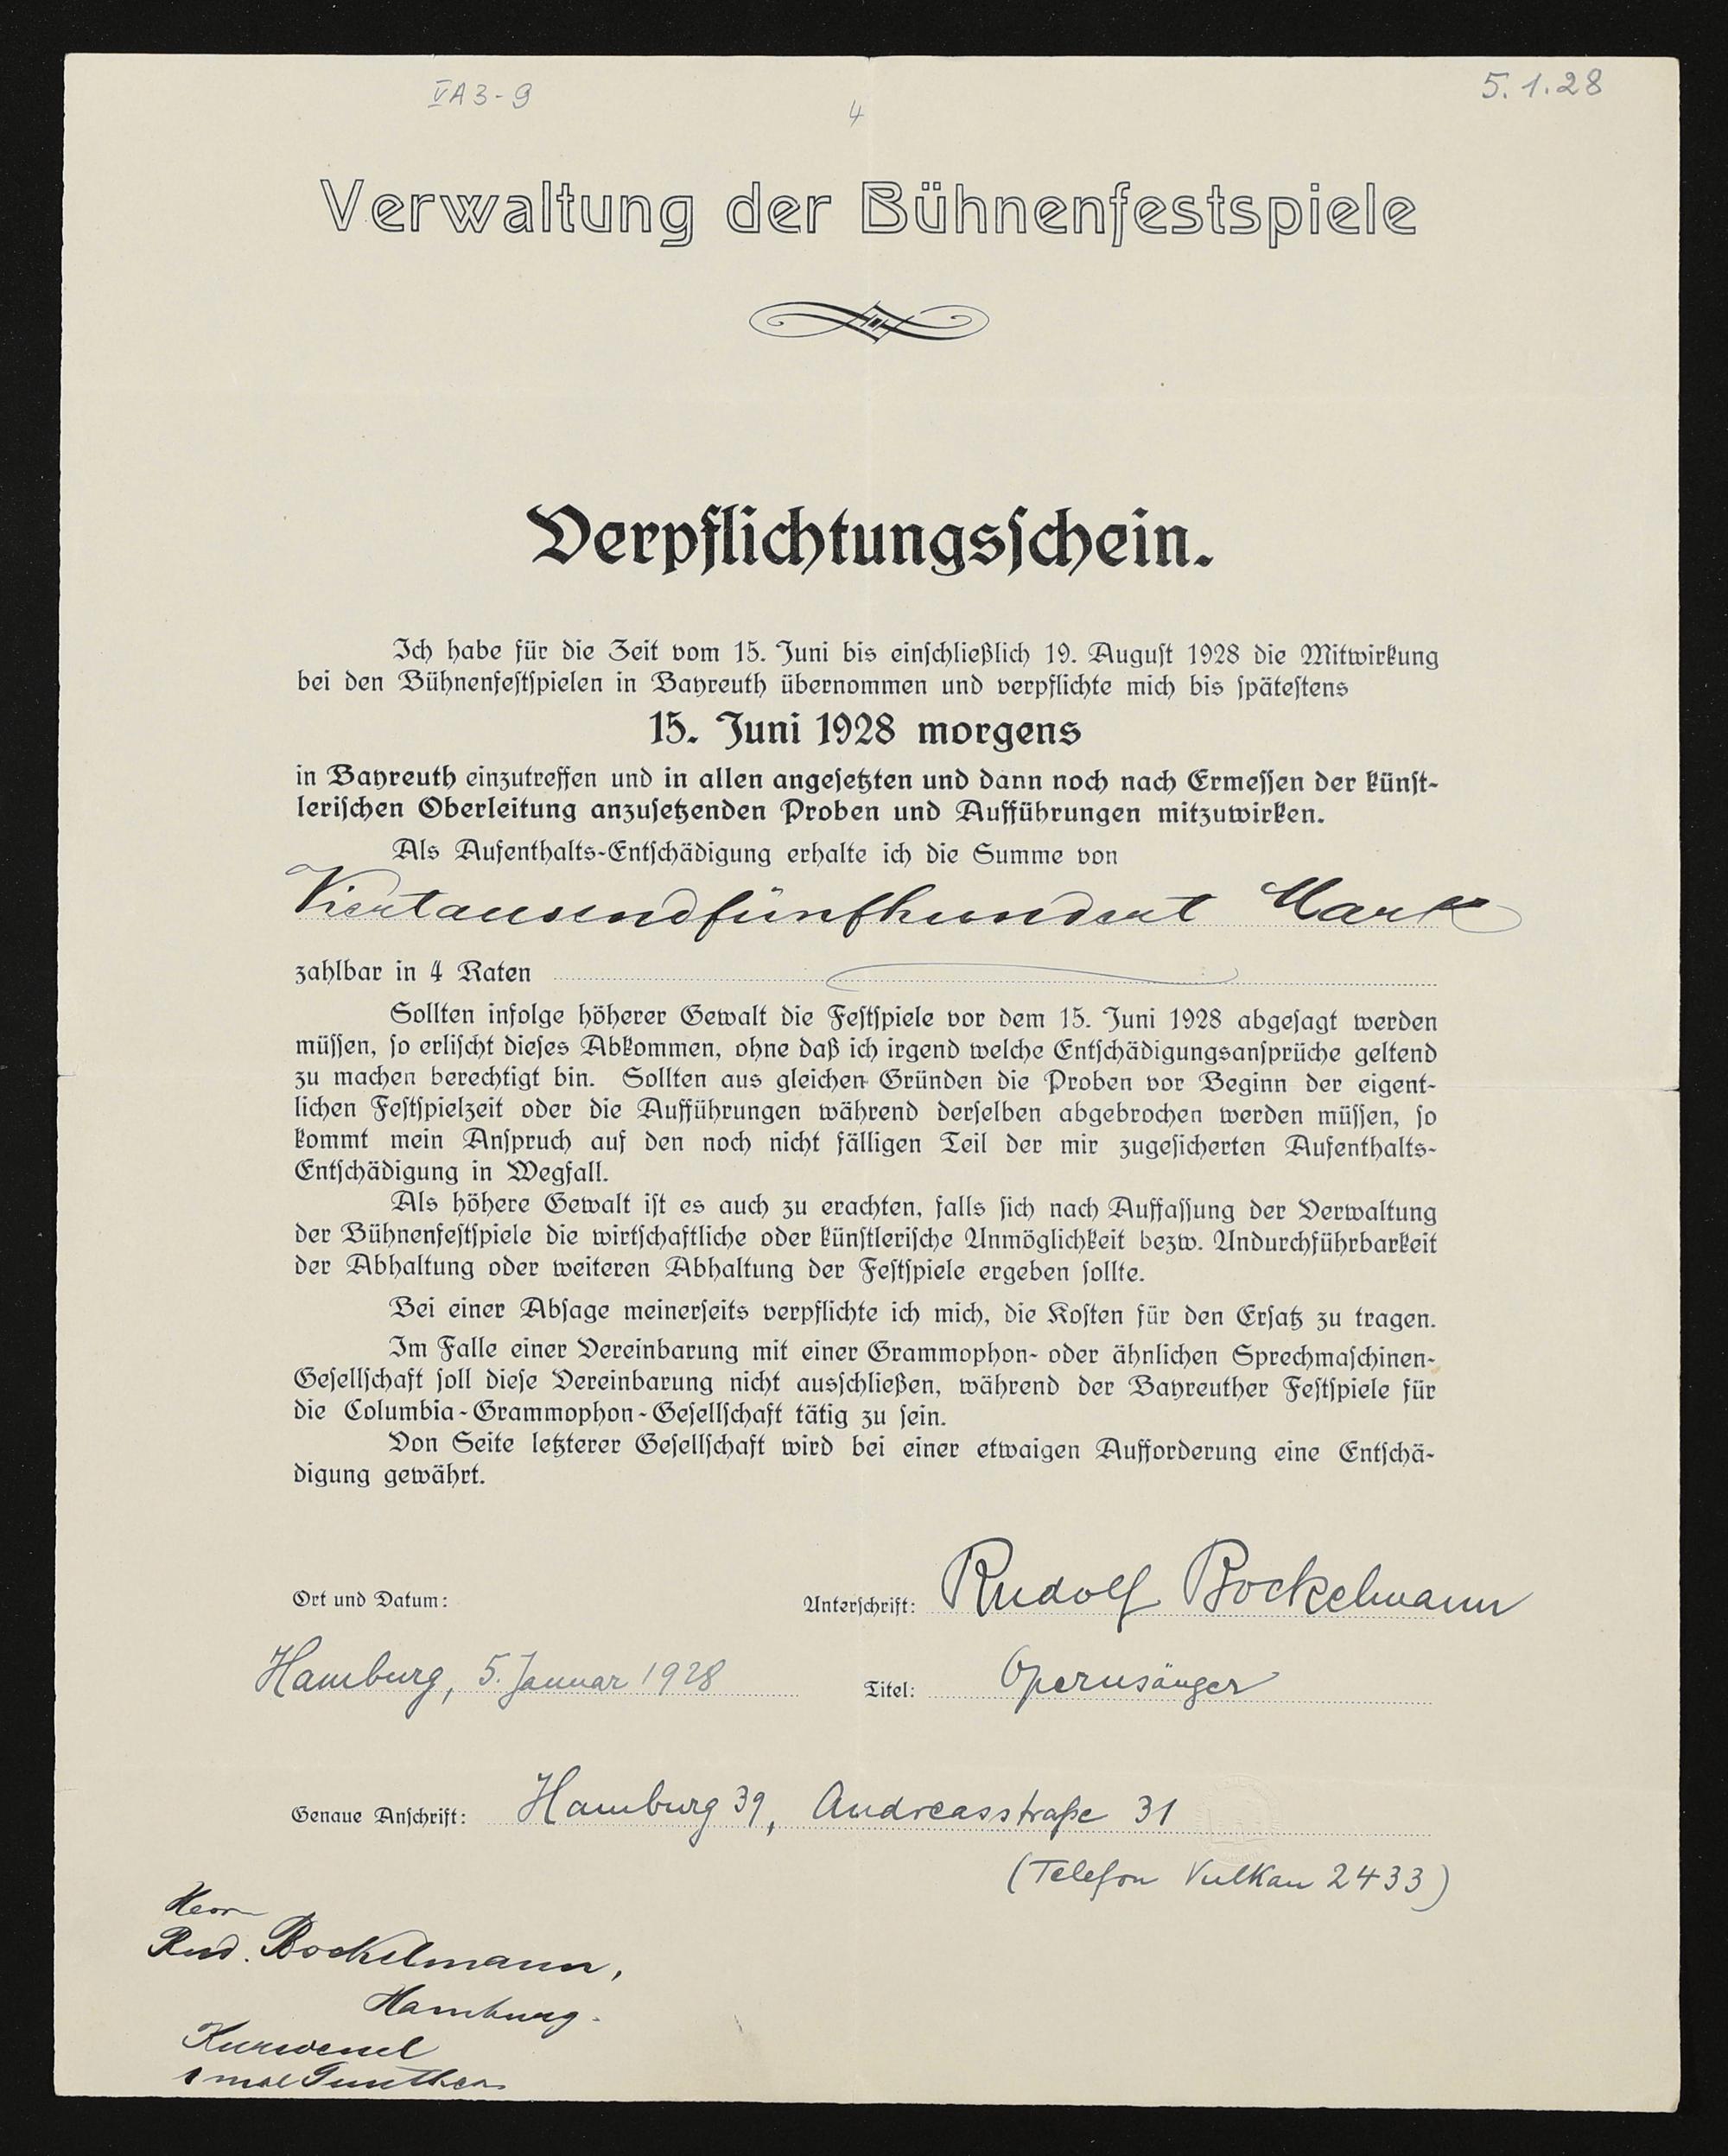 VA 3-9
4
5.1.28
Verwaltung der Bühnenfestspiele
Verpflichtungsschein.
Ich habe für die Zeit vom 15. Juni bis einschließlich 19. August 1928 die Mitwirkung
bei den Bühnenfestspielen in Bayreuth übernommen und verpflichte mich bis spätestens
15. Juni 1928 morgens
in Bayreuth einzutreffen und in allen angesetzten und dann noch nach Ermessen der künst-
lerischen Oberleitung anzusetzenden Proben und Aufführungen mitzuwirken.
Als Aufenthalts-Entschädigung erhalte ich die Summe von
Viertausendfünfhundert Mark
zahlbar in 4 Raten
Sollten infolge höherer Gewalt die Festspiele vor dem 15. Juni 1928 abgesagt werden
müssen, so erlischt dieses Abkommen, ohne daß ich irgend welche Entschädigungsansprüche geltend
zu machen berechtigt bin. Sollten aus gleichen Gründen die Proben vor Beginn der eigent-
lichen Festspielzeit oder die Aufführungen während derselben abgebrochen werden müssen, so
kommt mein Anspruch auf den noch nicht fälligen Teil der mir zugesicherten Aufenthalts-
Entschädigung in Wegfall.
Als höhere Gewalt ist es auch zu erachten, falls sich nach Auffassung der Verwaltung
der Bühnenfestspiele die wirtschaftliche oder künstlerische Unmöglichkeit bezw. Undurchführbarkeit
der Abhaltung oder weiteren Abhaltung der Festspiele ergeben sollte.
Bei einer Absage meinerseits verpflichte ich mich, die Kosten für den Ersatz zu tragen.
Im Falle einer Vereinbarung mit einer Grammophon- oder ähnlichen Sprechmaschinen-
Gesellschaft soll diese Vereinbarung nicht ausschließen, während der Bayreuther Festspiele für
die Columbia-Grammophon-Gesellschaft tätig zu sein.
Von Seite letzterer Gesellschaft wird bei einer etwaigen Aufforderung eine Entschä-
digung gewährt.
Ort und Datum:
Unterschrift: Rudolf Bockelmann
Hamburg, 5. Januar 1928
Titel: Opernsänger
Genaue Anschrift: Hamburg 39, Andreasstraße 31
(Telefon Vulkan 2433)
Herrn
Rud. Bockelmann,
Hamburg.
Kurwenal
1 mal Gunther